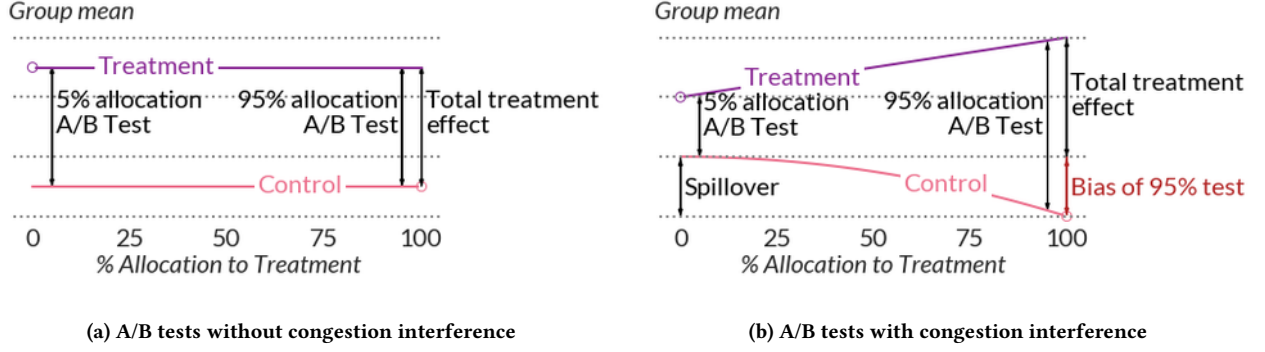 Group mean
Treatment
5% allocation
A/B Test
95% allocation
A/B Test
Total treatment
effect
Control
0 25 50 75 100
% Allocation to Treatment
(a) A/B tests without congestion interference
Group mean
Treatment
5% allocation
A/B Test
95% allocation
A/B Test
Total treatment
effect
Spillover
Control
Bias of 95% test
0 25 50 75 100
% Allocation to Treatment
(b) A/B tests with congestion interference